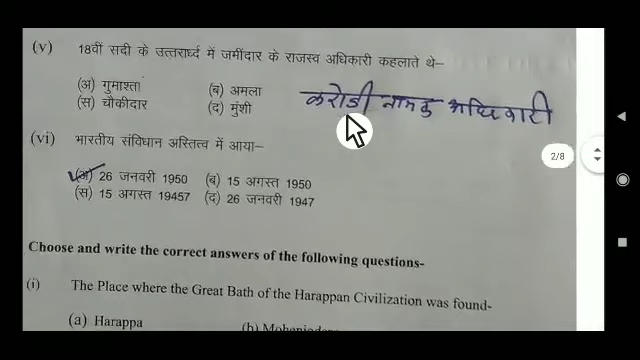 (v) 18वीं सदी के उत्तरार्ध्द में जमींदार के राजस्व अधिकारी कहलाते थे–
(अ) गुमाश्ता (ब) अमला
(स) चौकीदार (द) मुंशी
करोडी नामक अधिकारी
(vi) भारतीय संविधान अस्तित्व में आया–
(अ) 26 जनवरी 1950 (ब) 15 अगस्त 1950
(स) 15 अगस्त 19457 (द) 26 जनवरी 1947
2/8
Choose and write the correct answers of the following questions-
(i) The Place where the Great Bath of the Harappan Civilization was found-
(a) Harappa